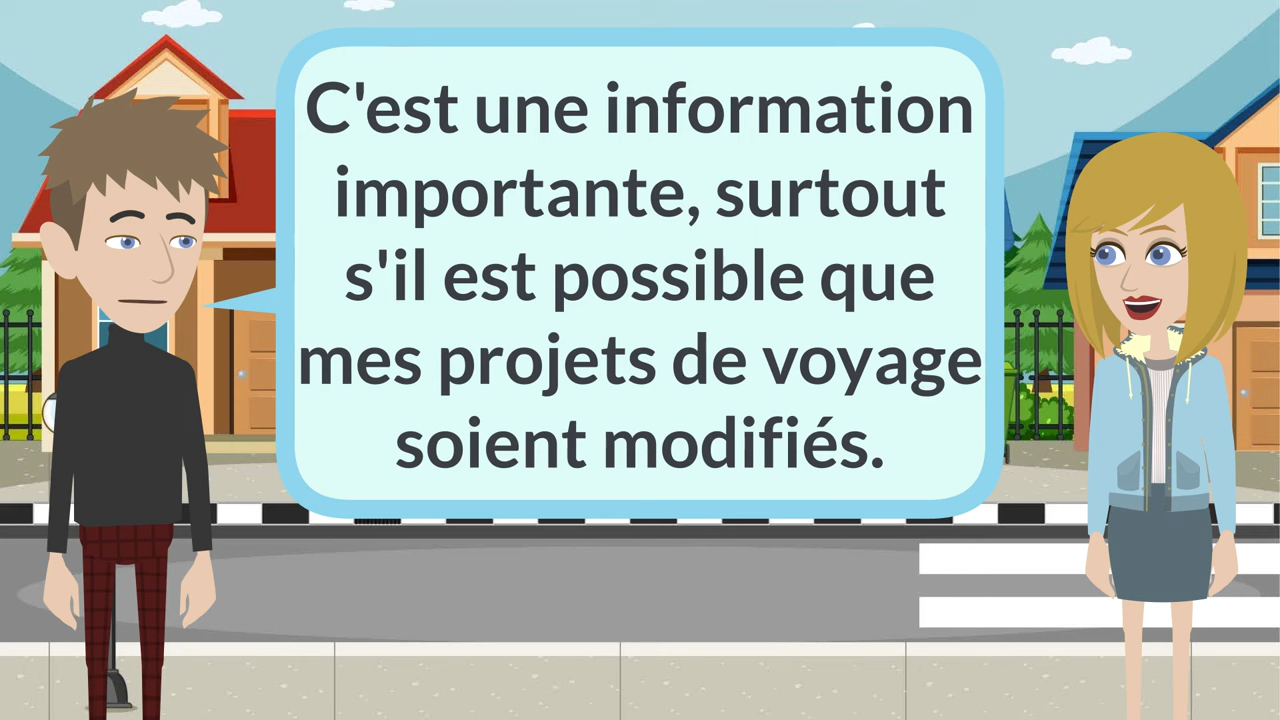 C'est une information
importante, surtout
s'il est possible que
mes projets de voyage
soient modifiés.